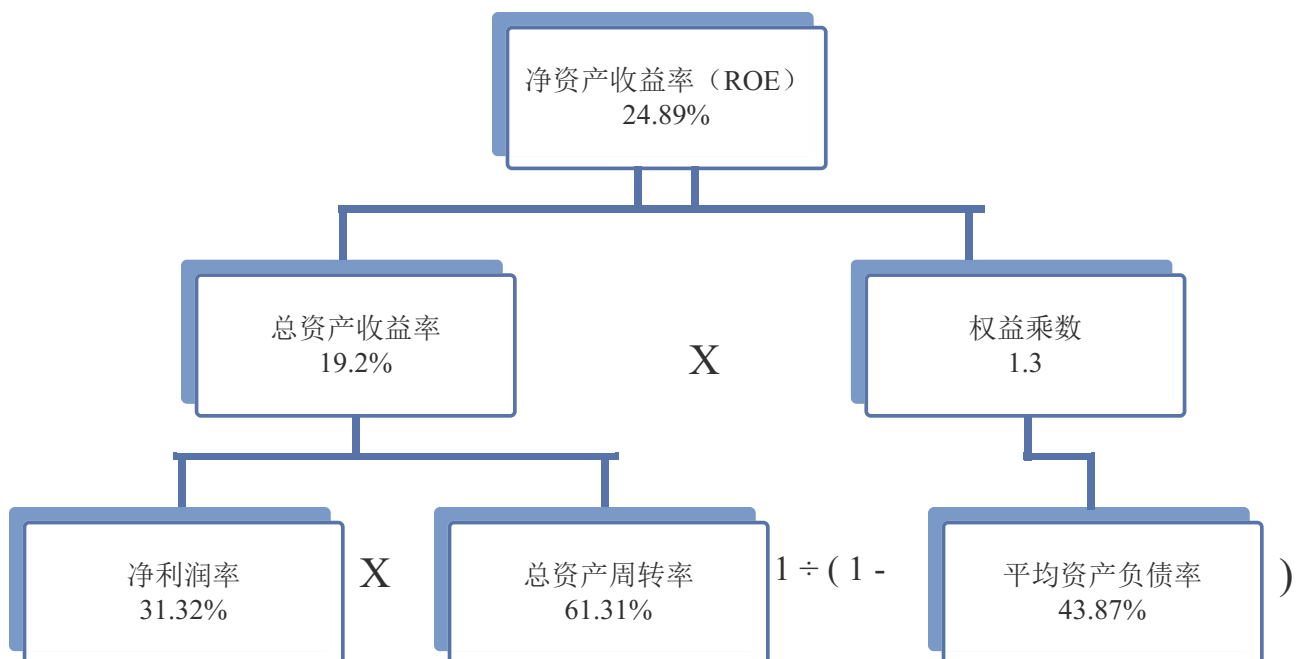 净资产收益率（ROE）
24.89%
总资产收益率
19.2%
X
权益乘数
1.3
净利润率
31.32%
X
总资产周转率
61.31%
1 ÷ ( 1 -
平均资产负债率
43.87%
)